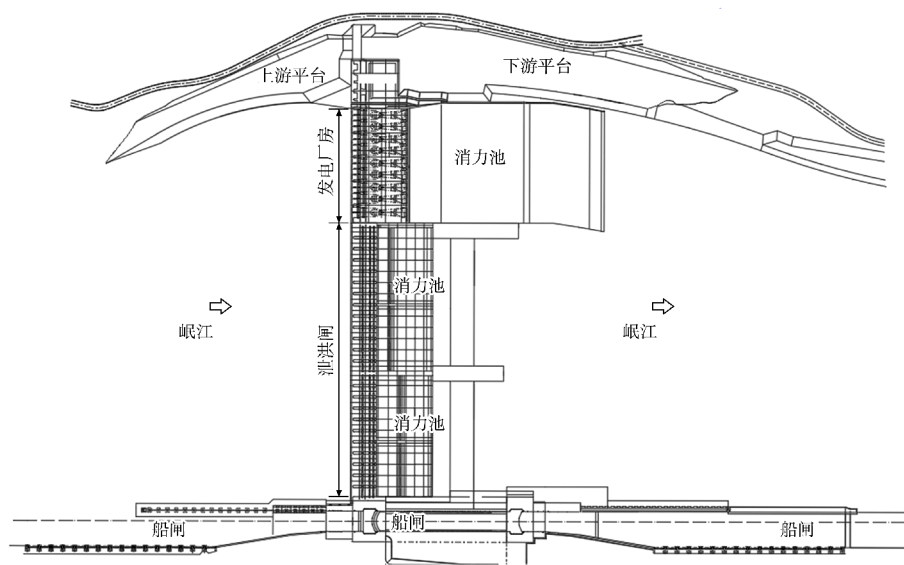 上游平台
下游平台
发电厂房
消力池
消力池
岷江
岷江
泄洪闸
消力池
船闸
船闸
船闸